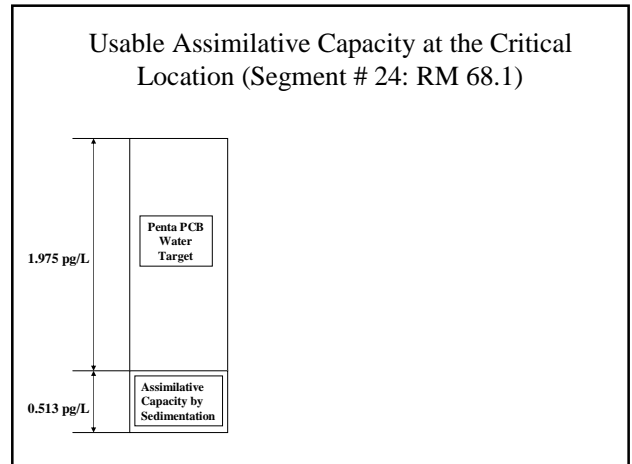 Usable Assimilative Capacity at the Critical
Location (Segment # 24: RM 68.1)
Penta PCB
Water
Target
1.975 pg/L
Assimilative
Capacity by
Sedimentation
0.513 pg/L